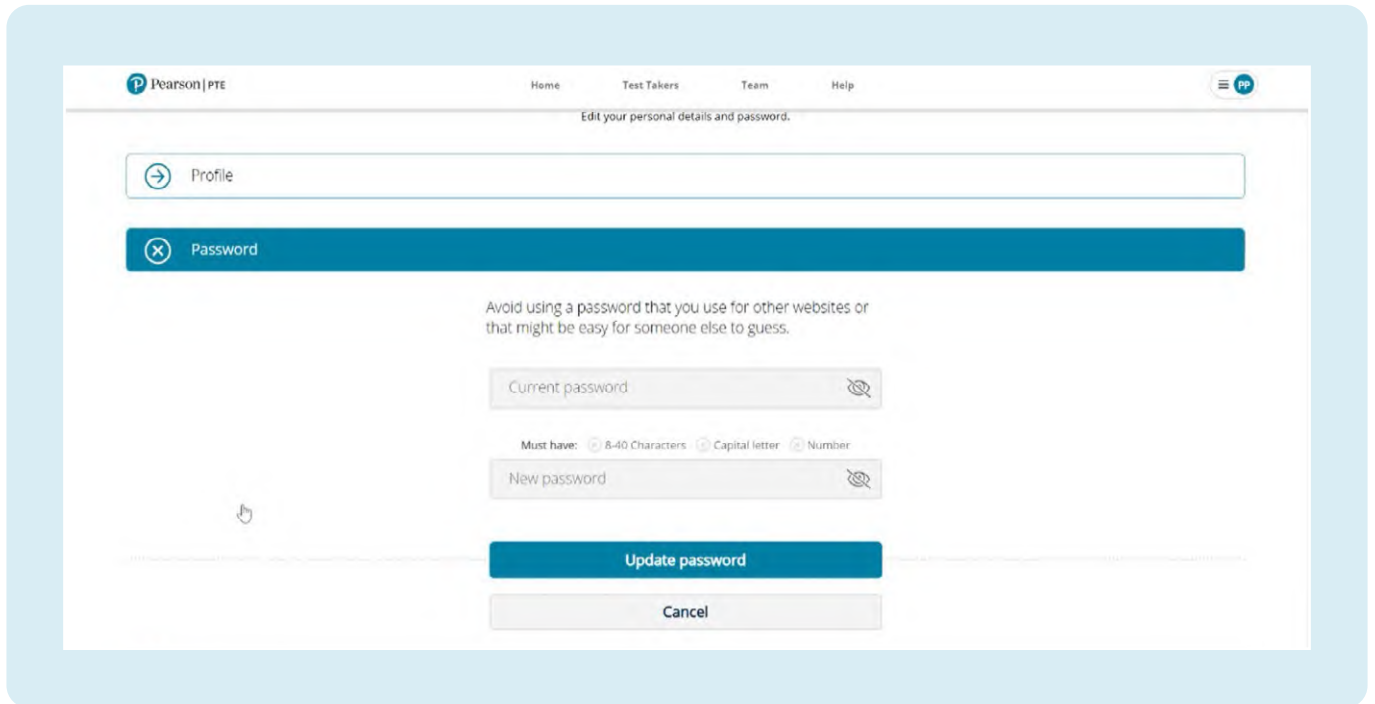 Pearson | PTE
Home Test Takers Team Help
PP
Edit your personal details and password.
Profile
Password
Avoid using a password that you use for other websites or
that might be easy for someone else to guess.
Current password
Must have: 8-40 Characters Capital letter Number
New password
Update password
Cancel